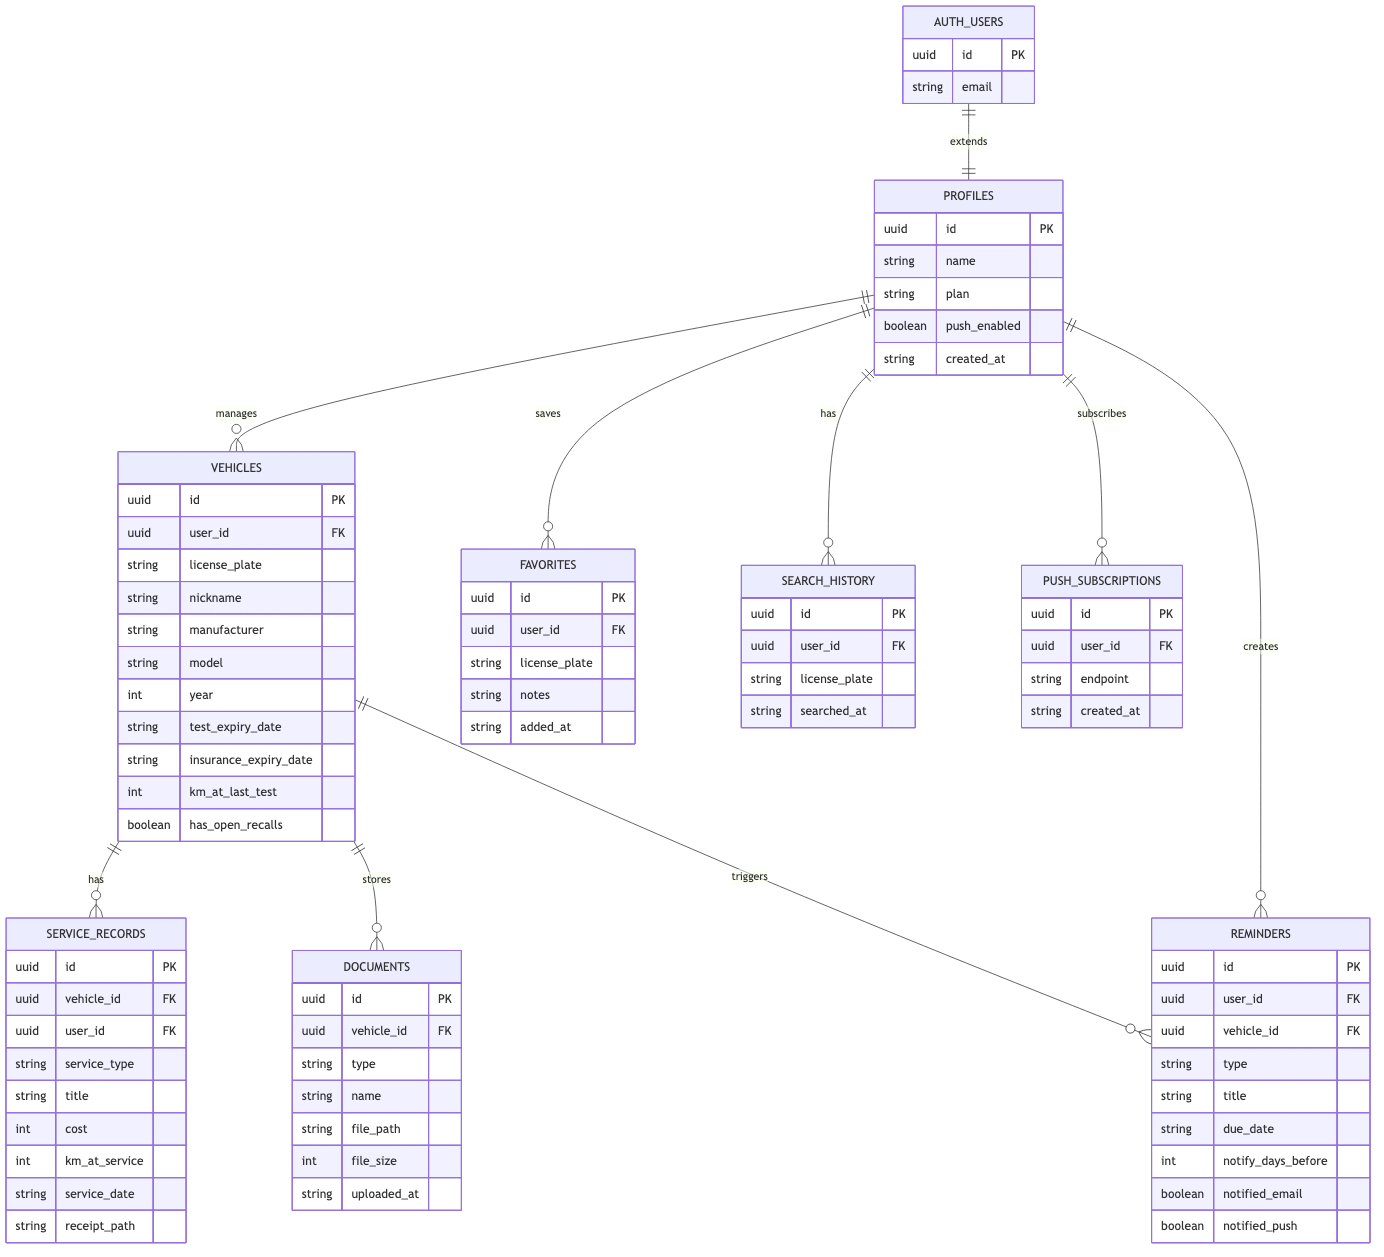 AUTH_USERS
uuid id PK
string email
extends
PROFILES
uuid id PK
string name
string plan
boolean push_enabled
string created_at
manages
saves
has
subscribes
VEHICLES
uuid id PK
uuid user_id FK
string license_plate
string nickname
string manufacturer
string model
int year
string test_expiry_date
string insurance_expiry_date
int km_at_last_test
boolean has_open_recalls
FAVORITES
uuid id PK
uuid user_id FK
string license_plate
string notes
string added_at
SEARCH_HISTORY
uuid id PK
uuid user_id FK
string license_plate
string searched_at
PUSH_SUBSCRIPTIONS
uuid id PK
uuid user_id FK
string endpoint
string created_at
creates
has
stores
triggers
SERVICE_RECORDS
uuid id PK
uuid vehicle_id FK
uuid user_id FK
string service_type
string title
int cost
int km_at_service
string service_date
string receipt_path
DOCUMENTS
uuid id PK
uuid vehicle_id FK
string type
string name
string file_path
int file_size
string uploaded_at
REMINDERS
uuid id PK
uuid user_id FK
uuid vehicle_id FK
string type
string title
string due_date
int notify_days_before
boolean notified_email
boolean notified_push